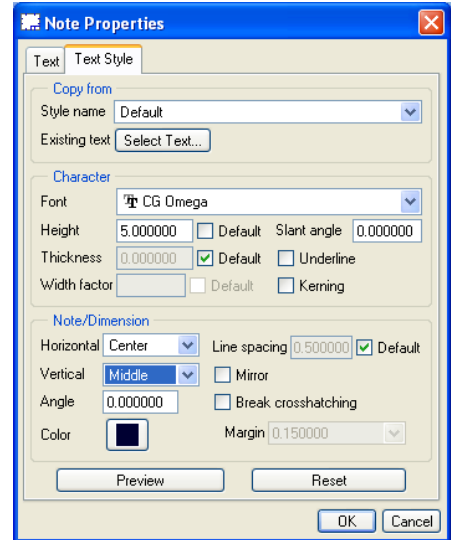 Note Properties
Text Text Style
Copy from
Style name Default
Existing text Select Text...
Character
Font CG Omega
Height 5.000000 Default Slant angle 0.000000
Thickness 0.000000 Default Underline
Width factor Default Kerning
Note/Dimension
Horizontal Center Line spacing 0.500000 Default
Vertical Middle Mirror
Angle 0.000000 Break crosshatching
Color Margin 0.150000
Preview Reset
OK Cancel